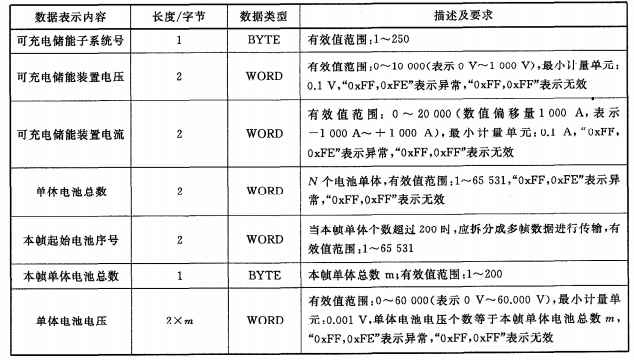 数据表示内容 长度/字节 数据类型 描述及要求
可充电储能子系统号 1 BYTE 有效值范围:1～250
可充电储能装置电压 2 WORD 有效值范围:0～10 000(表示 0 V～1 000 V),最小计量单元:
0.1 V,“0xFF,0xFE”表示异常,“0xFF,0xFF”表示无效
可充电储能装置电流 2 WORD 有效值范围: 0 ～ 20 000 (数值偏移量 1 000 A, 表示
－1 000 A～＋1 000 A),最小计量单元:0.1 A,“0xFF,
0xFE”表示异常,“0xFF,0xFF”表示无效
单体电池总数 2 WORD N 个电池单体,有效值范围:1～65 531,“0xFF,0xFE”表示异
常,“0xFF,0xFF”表示无效
本帧起始电池序号 2 WORD 当本帧单体个数超过 200 时,应拆分成多帧数据进行传输,有
效值范围:1～65 531
本帧单体电池总数 1 BYTE 本帧单体总数 m;有效值范围:1～200
单体电池电压 2×m WORD 有效值范围:0～60 000(表示 0 V～60.000 V),最小计量单
元:0.001 V,单体电池电压个数等于本帧单体电池总数 m,
“0xFF,0xFE”表示异常,“0xFF,0xFF”表示无效